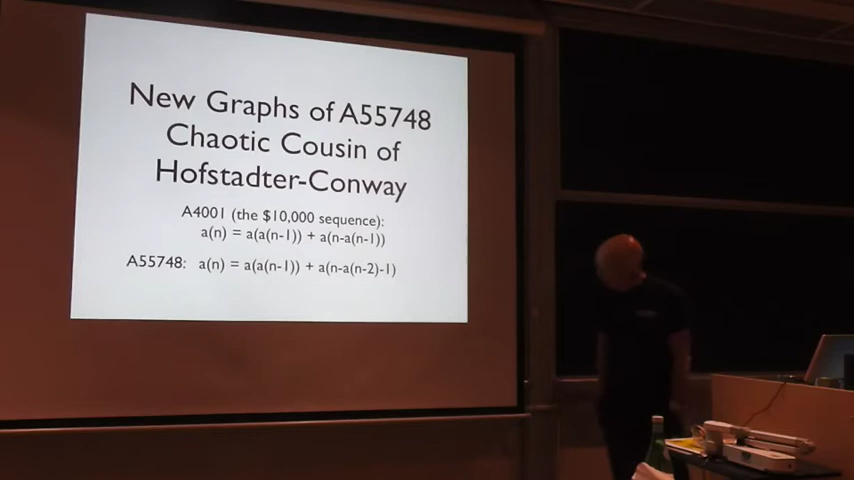 New Graphs of A55748
Chaotic Cousin of
Hofstadter-Conway
A4001 (the $10,000 sequence):
a(n) = a(a(n-1)) + a(n-a(n-1))
A55748: a(n) = a(a(n-1)) + a(n-a(n-2)-1)